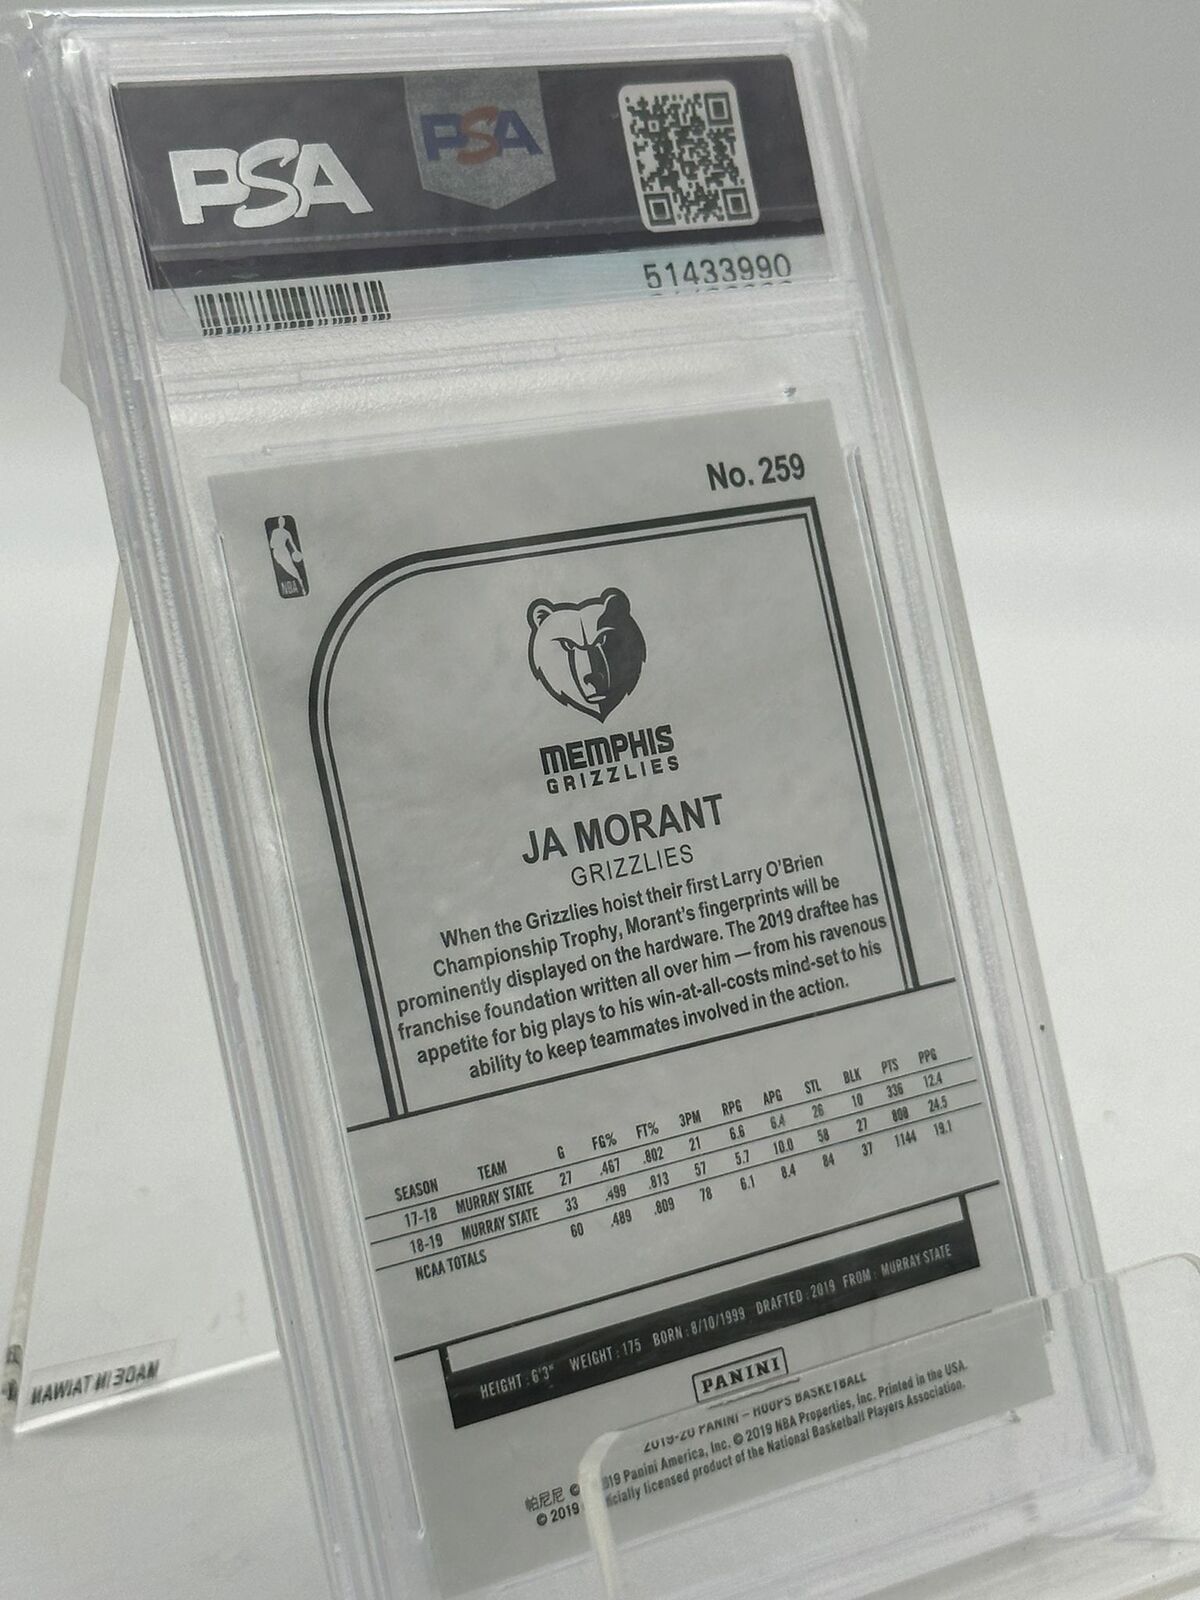 PSA
PSA
51433990
No. 259
NBA
MEMPHIS
GRIZZLIES
JA MORANT
GRIZZLIES
When the Grizzlies hoist their first Larry O'Brien
Championship Trophy, Morant's fingerprints will be
prominently displayed on the hardware. The 2019 draftee has
franchise foundation written all over him — from his ravenous
appetite for big plays to his win-at-all-costs mind-set to his
ability to keep teammates involved in the action.
SEASON TEAM G FG% FT% 3PM RPG APG STL BLK PTS PPG
17-18 MURRAY STATE 27 .467 .802 21 6.6 6.4 26 10 336 12.4
18-19 MURRAY STATE 33 .499 .813 57 5.7 10.0 58 27 808 24.5
NCAA TOTALS 60 .489 .809 78 6.1 8.4 84 37 1144 19.1
HEIGHT: 6'3" WEIGHT: 175 BORN: 8/10/1999 DRAFTED: 2019 FROM: MURRAY STATE
PANINI
2019-20 PANINI – HOOPS BASKETBALL
帕尼尼 © 2019 Panini America, Inc. © 2019 NBA Properties, Inc. Printed in the USA.
© 2019 Officially licensed product of the National Basketball Players Association.
MADE IN TAIWAN